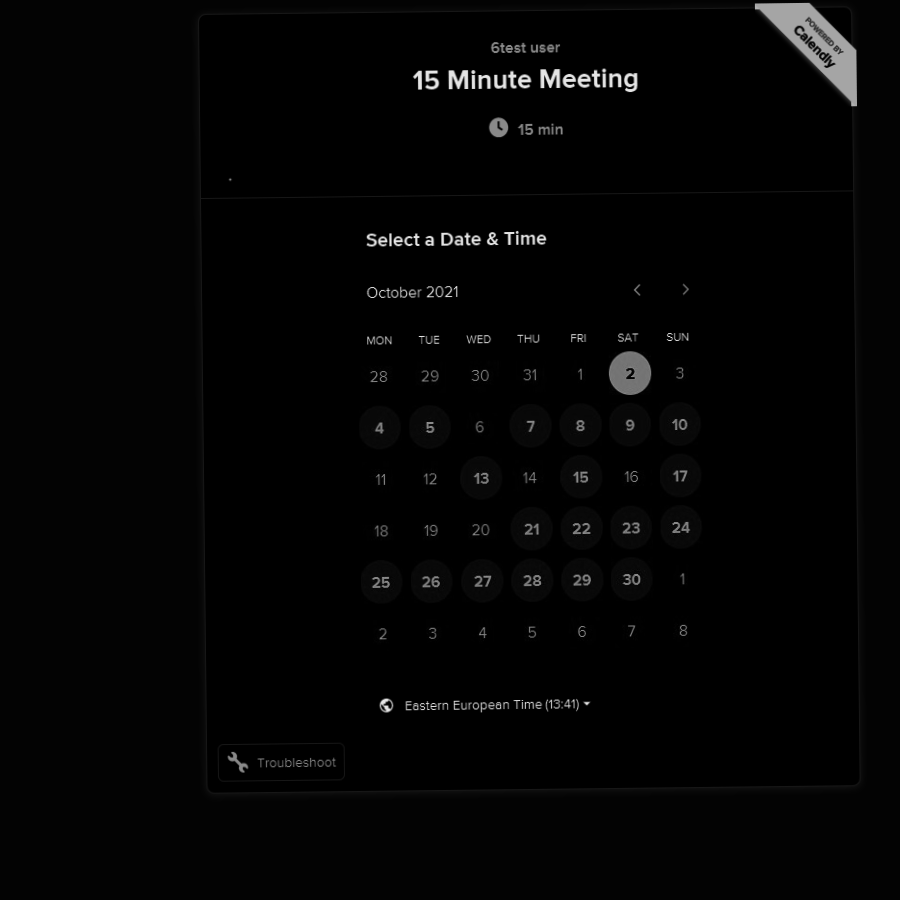 POWERED BY
Calendly
6test user
15 Minute Meeting
15 min
.
Select a Date & Time
October 2021
MON TUE WED THU FRI SAT SUN
28 29 30 31 1 2 3
4 5 6 7 8 9 10
11 12 13 14 15 16 17
18 19 20 21 22 23 24
25 26 27 28 29 30 1
2 3 4 5 6 7 8
Eastern European Time (13:41)
Troubleshoot